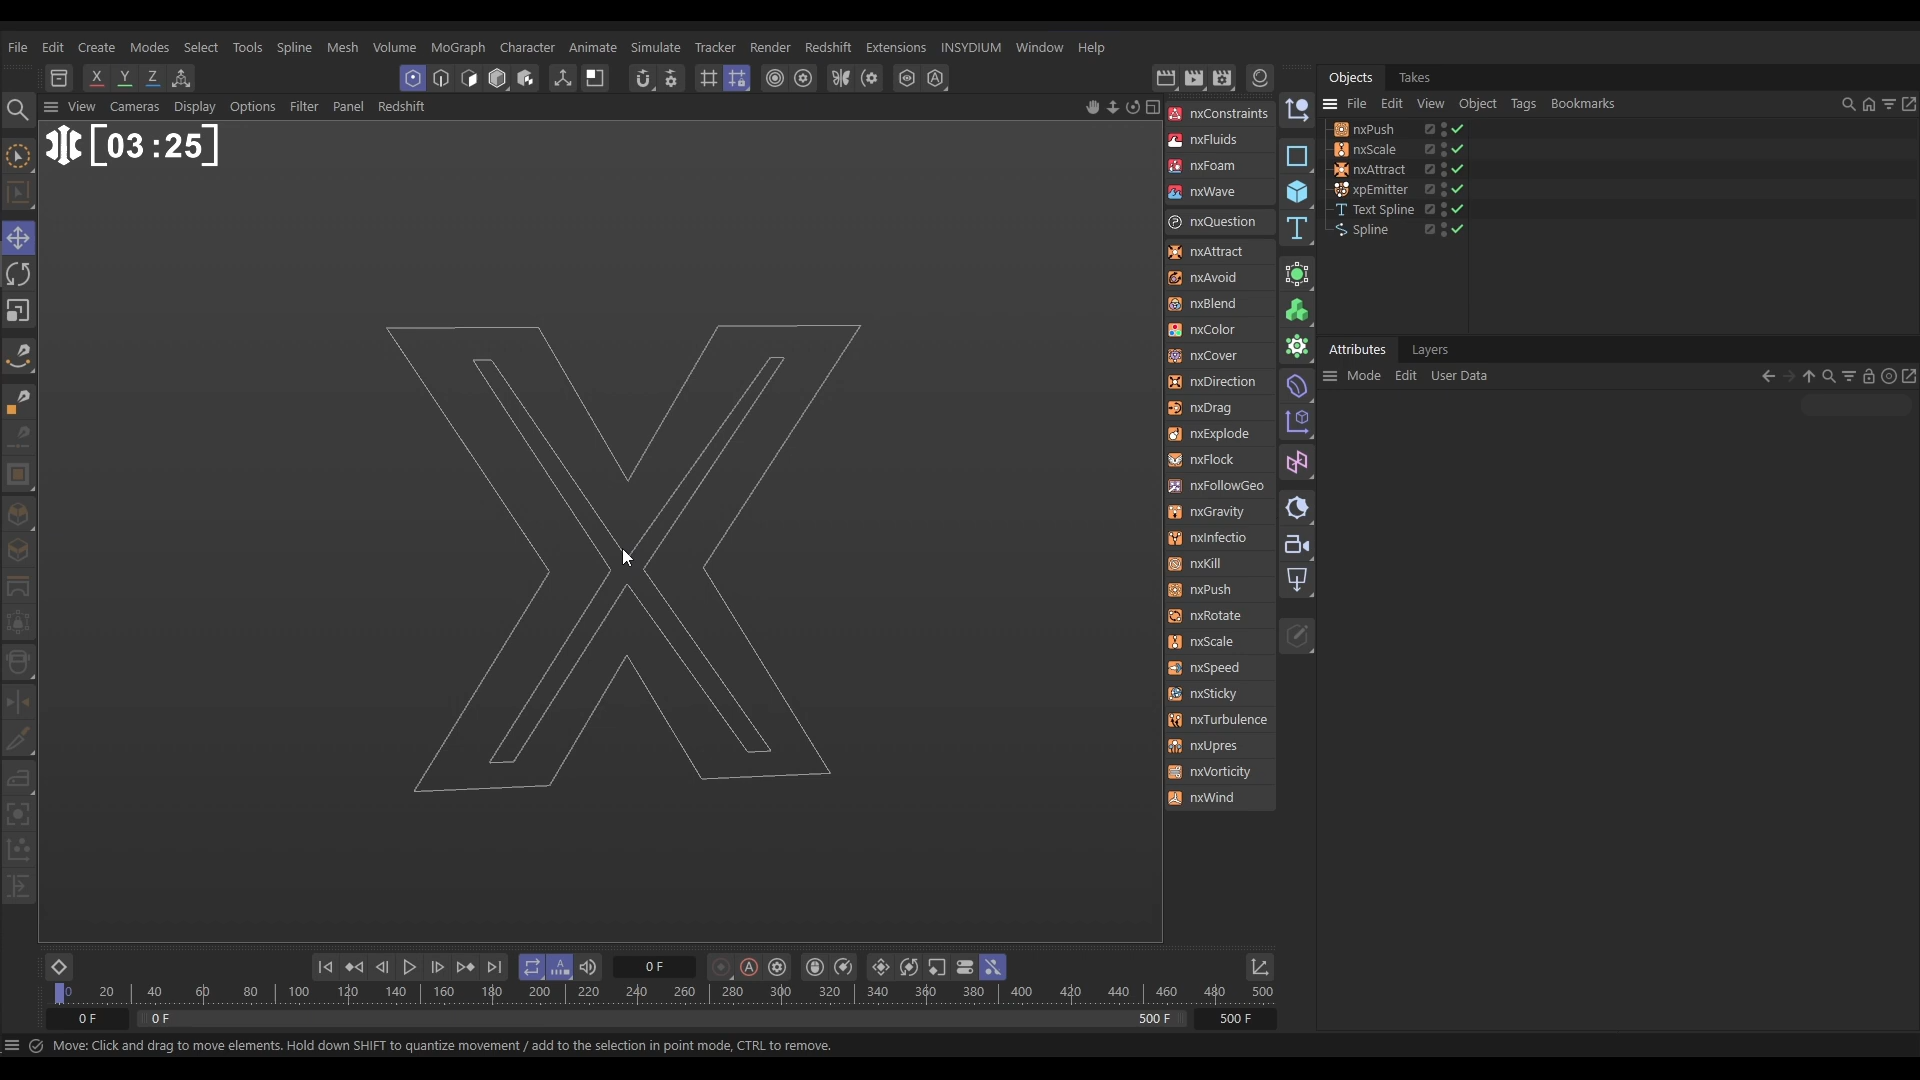 File Edit Create Modes Select Tools Spline Mesh Volume MoGraph Character Animate Simulate Tracker Render Redshift Extensions INSYDIUM Window Help
X Y Z
View Cameras Display Options Filter Panel Redshift
[03:25]
nxConstraints
nxFluids
nxFoam
nxWave
nxQuestion
nxAttract
nxAvoid
nxBlend
nxColor
nxCover
nxDirection
nxDrag
nxExplode
nxFlock
nxFollowGeo
nxGravity
nxInfectio
nxKill
nxPush
nxRotate
nxScale
nxSpeed
nxSticky
nxTurbulence
nxUpres
nxVorticity
nxWind
Objects Takes
File Edit View Object Tags Bookmarks
nxPush
nxScale
nxAttract
xpEmitter
Text Spline
Spline
Attributes Layers
Mode Edit User Data
X
0 F
0 20 40 60 80 100 120 140 160 180 200 220 240 260 280 300 320 340 360 380 400 420 440 460 480 500
0 F 0 F 500 F 500 F
Move: Click and drag to move elements. Hold down SHIFT to quantize movement / add to the selection in point mode, CTRL to remove.